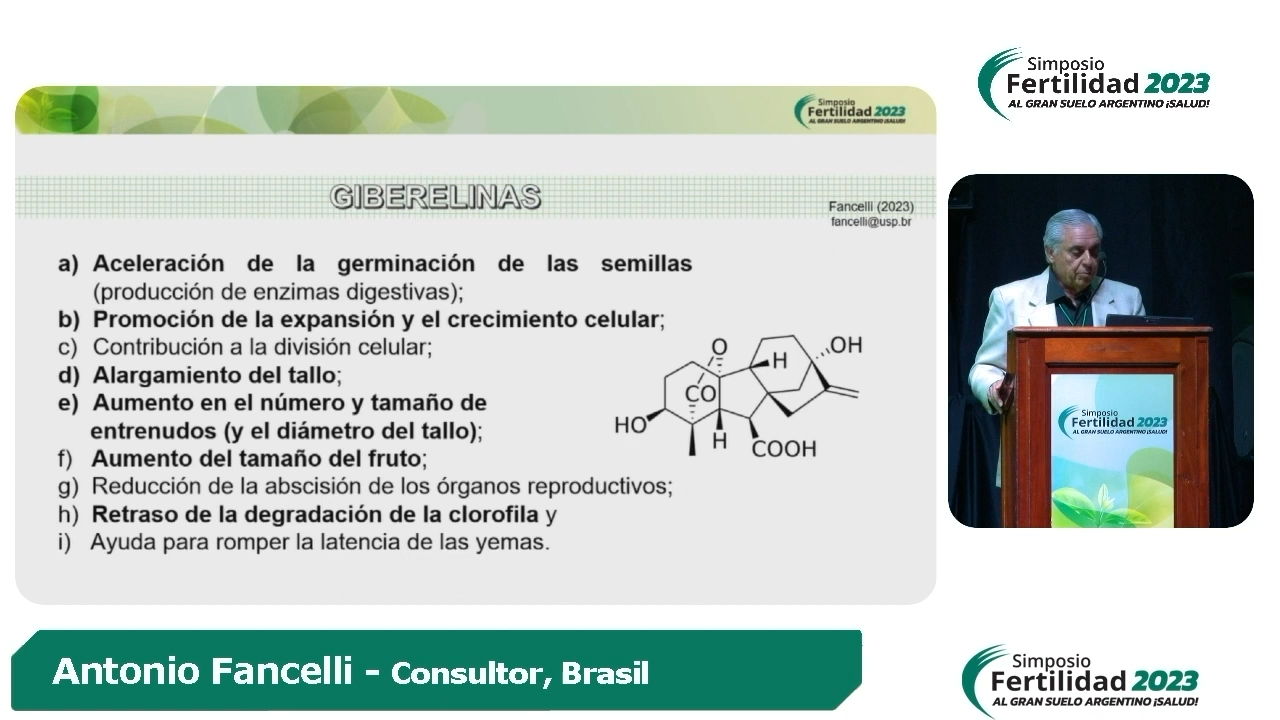 Simposio
Fertilidad 2023
AL GRAN SUELO ARGENTINO ¡SALUD!
GIBERELINAS
Fancelli (2023)
fancelli@usp.br
a) Aceleración de la germinación de las semillas
(producción de enzimas digestivas);
b) Promoción de la expansión y el crecimiento celular;
c) Contribución a la división celular;
d) Alargamiento del tallo;
e) Aumento en el número y tamaño de
entrenudos (y el diámetro del tallo);
f) Aumento del tamaño del fruto;
g) Reducción de la abscisión de los órganos reproductivos;
h) Retraso de la degradación de la clorofila y
i) Ayuda para romper la latencia de las yemas.
O
H
OH
CO
HO
H
COOH
Simposio
Fertilidad 2023
AL GRAN SUELO ARGENTINO ¡SALUD!
Simposio
Fertilidad 2023
AL GRAN SUELO ARGENTINO ¡SALUD!
Antonio Fancelli - Consultor, Brasil
Simposio
Fertilidad 2023
AL GRAN SUELO ARGENTINO ¡SALUD!